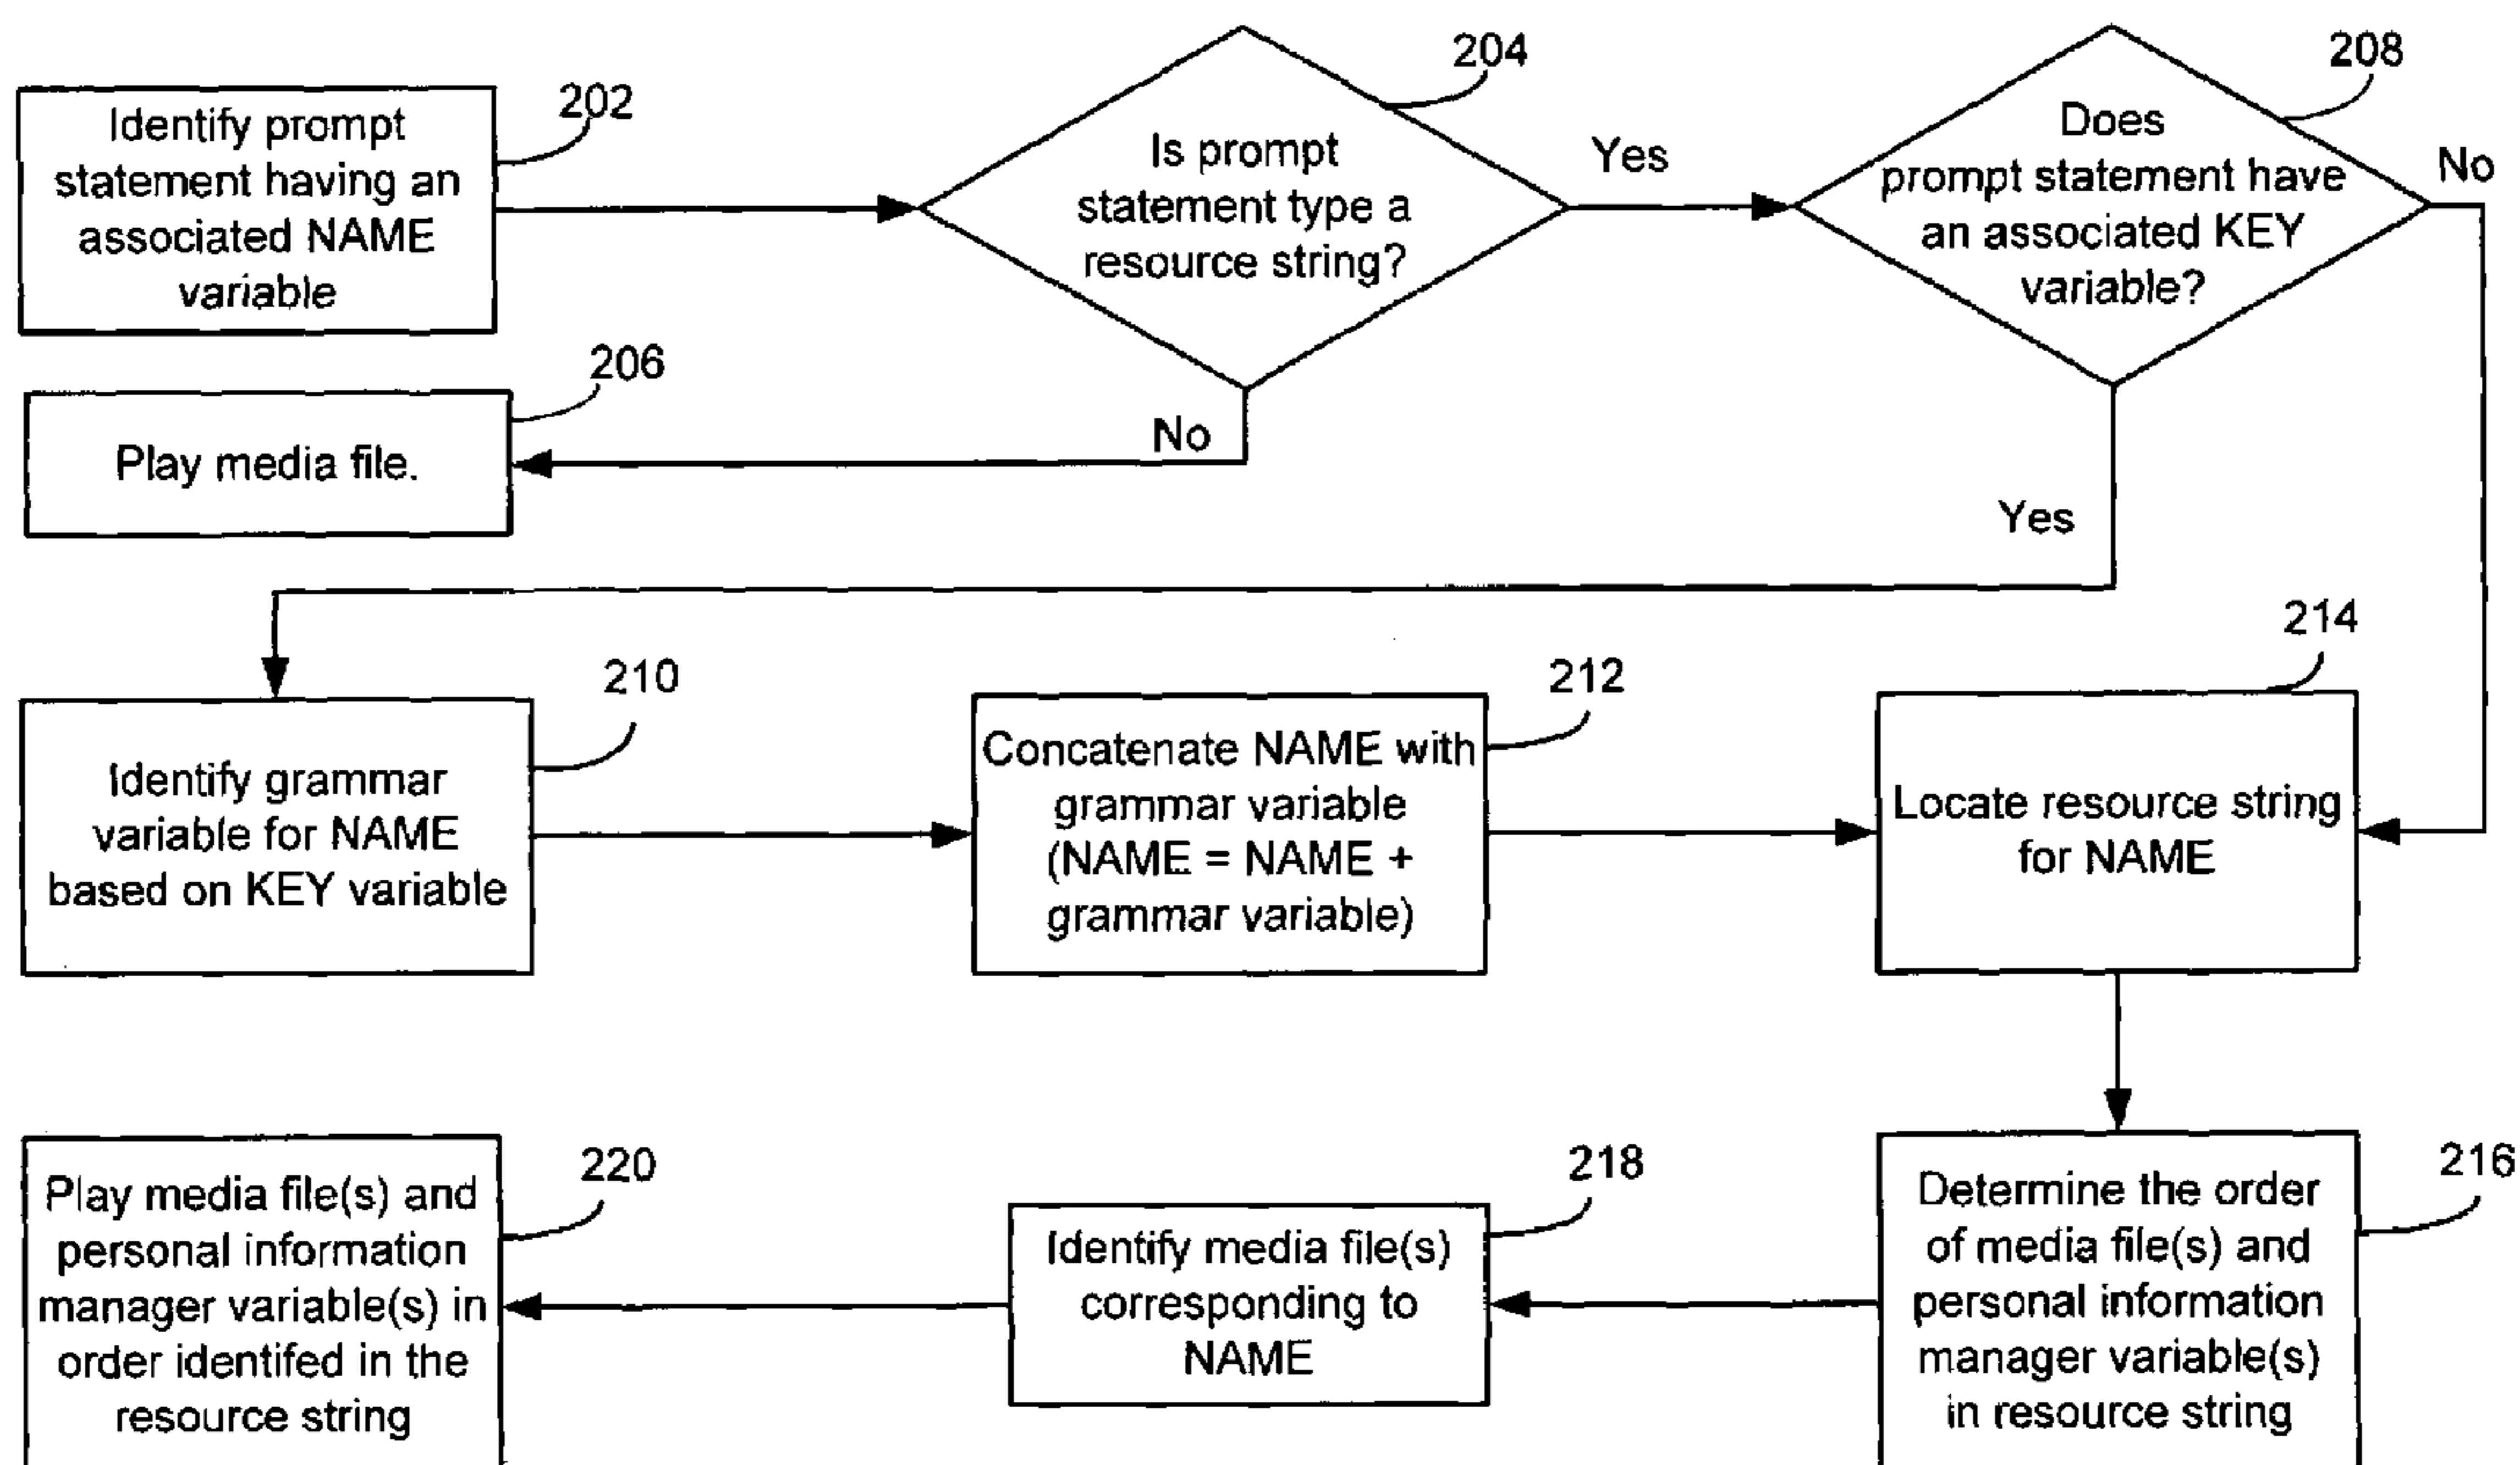 202
Identify prompt
statement having an
associated NAME
variable
204
Is prompt
statement type a
resource string?
Yes
No
208
Does
prompt statement have
an associated KEY
variable?
No
Yes
206
Play media file.
210
Identify grammar
variable for NAME
based on KEY variable
212
Concatenate NAME with
grammar variable
(NAME = NAME +
grammar variable)
214
Locate resource string
for NAME
216
Determine the order
of media file(s) and
personal information
manager variable(s)
in resource string
218
Identify media file(s)
corresponding to
NAME
220
Play media file(s) and
personal information
manager variable(s) in
order identifed in the
resource string